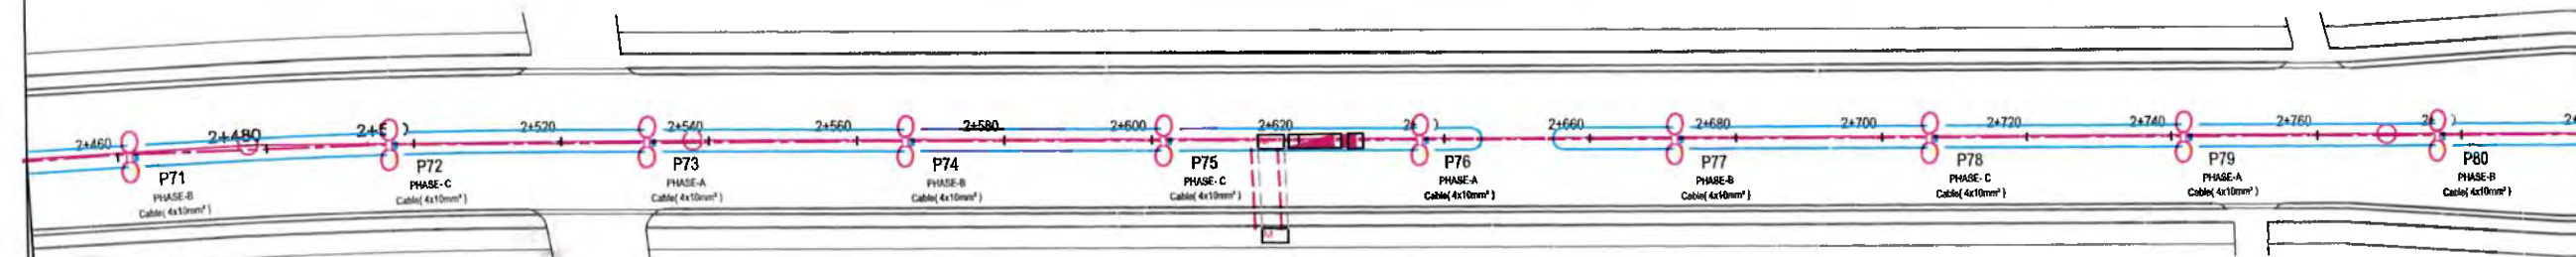 2+460
2+480
2+520
2+540
2+560
2+580
2+600
2+620
2+660
2+680
2+700
2+720
2+740
2+760
P71
PHASE-B
Cable( 4x10mm² )
P72
PHASE- C
Cable( 4x10mm² )
P73
PHASE-A
Cable( 4x10mm² )
P74
PHASE-B
Cable( 4x10mm² )
P75
PHASE- C
Cable( 4x10mm² )
P76
PHASE-A
Cable( 4x10mm² )
P77
PHASE-B
Cable( 4x10mm² )
P78
PHASE- C
Cable( 4x10mm² )
P79
PHASE-A
Cable( 4x10mm² )
P80
PHASE-B
Cable( 4x10mm² )